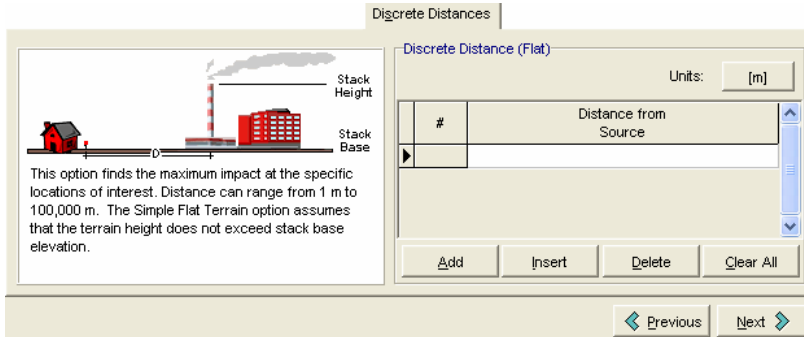 Discrete Distances
Stack
Height
Stack
Base
D
This option finds the maximum impact at the specific
locations of interest. Distance can range from 1 m to
100,000 m. The Simple Flat Terrain option assumes
that the terrain height does not exceed stack base
elevation.
Discrete Distance (Flat)
Units: [m]
# Distance from
Source
Add Insert Delete Clear All
Previous Next